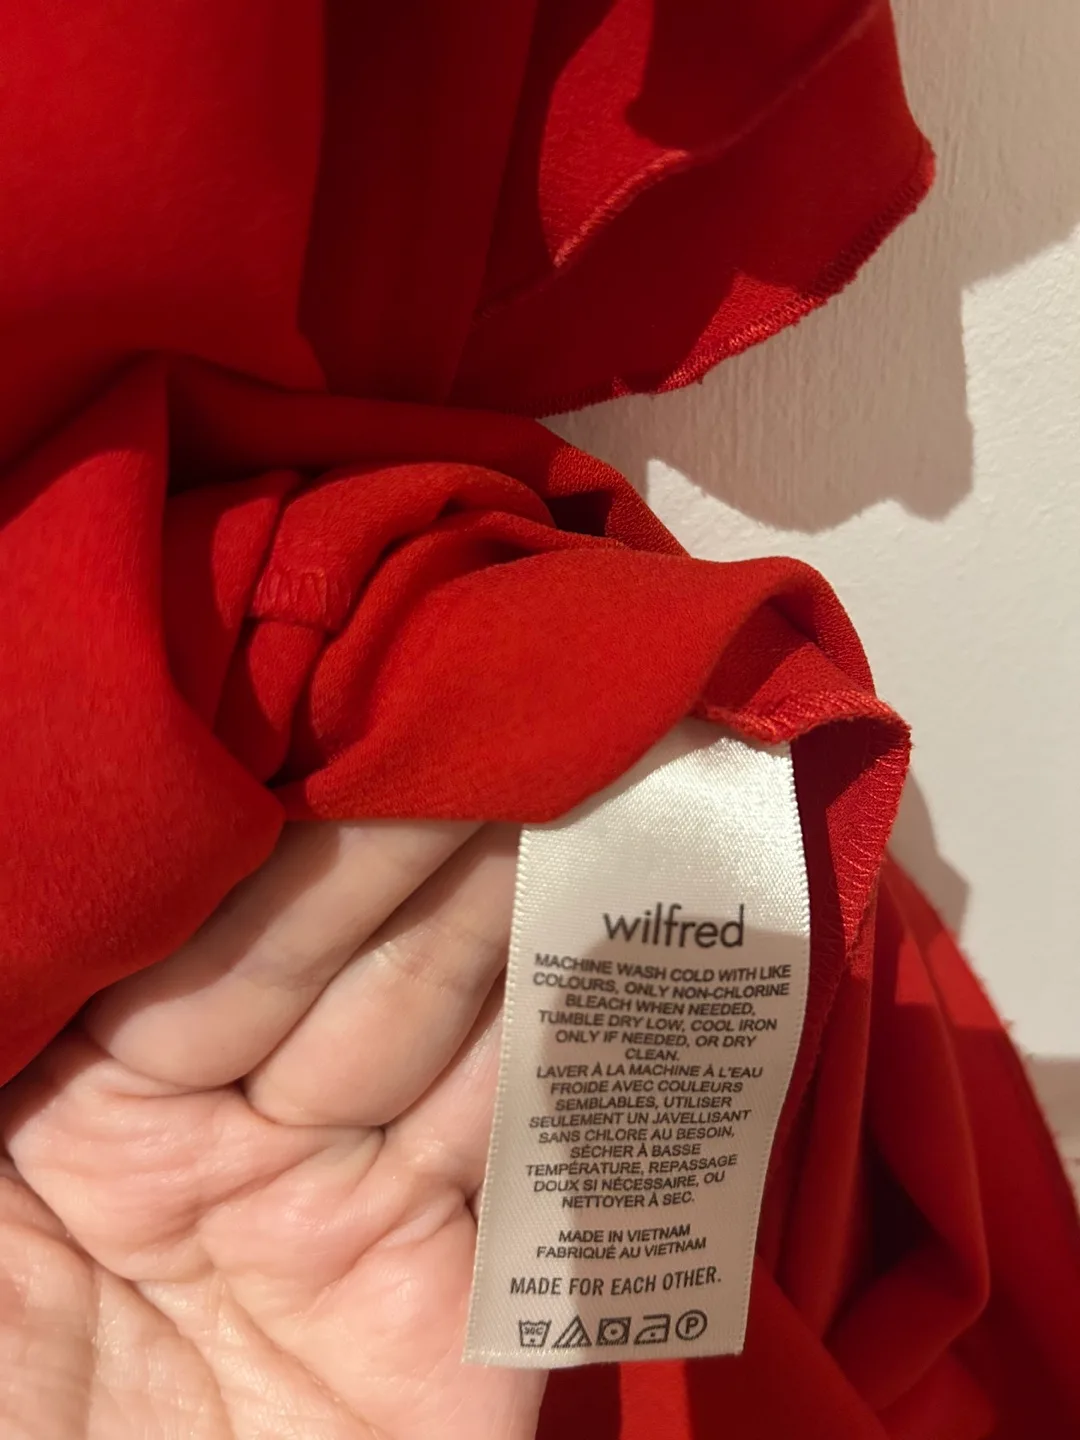 wilfred
MACHINE WASH COLD WITH LIKE
COLOURS, ONLY NON-CHLORINE
BLEACH WHEN NEEDED,
TUMBLE DRY LOW, COOL IRON
ONLY IF NEEDED, OR DRY
CLEAN.
LAVER À LA MACHINE À L'EAU
FROIDE AVEC COULEURS
SEMBLABLES, UTILISER
SEULEMENT UN JAVELLISANT
SANS CHLORE AU BESOIN,
SÉCHER À BASSE
TEMPÉRATURE, REPASSAGE
DOUX SI NÉCESSAIRE, OU
NETTOYER À SEC.
MADE IN VIETNAM
FABRIQUÉ AU VIETNAM
MADE FOR EACH OTHER.
30C P